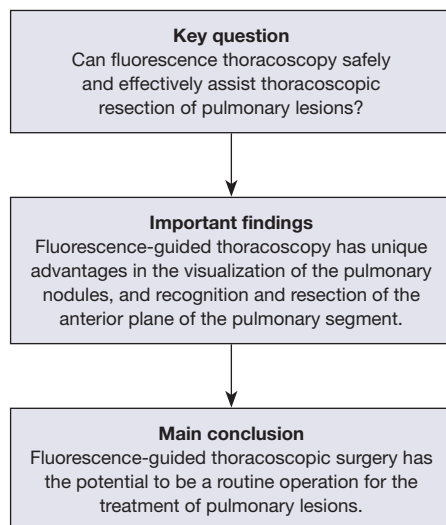 Key question
Can fluorescence thoracoscopy safely
and effectively assist thoracoscopic
resection of pulmonary lesions?
Important findings
Fluorescence-guided thoracoscopy has unique
advantages in the visualization of the pulmonary
nodules, and recognition and resection of the
anterior plane of the pulmonary segment.
Main conclusion
Fluorescence-guided thoracoscopic surgery has
the potential to be a routine operation for the
treatment of pulmonary lesions.